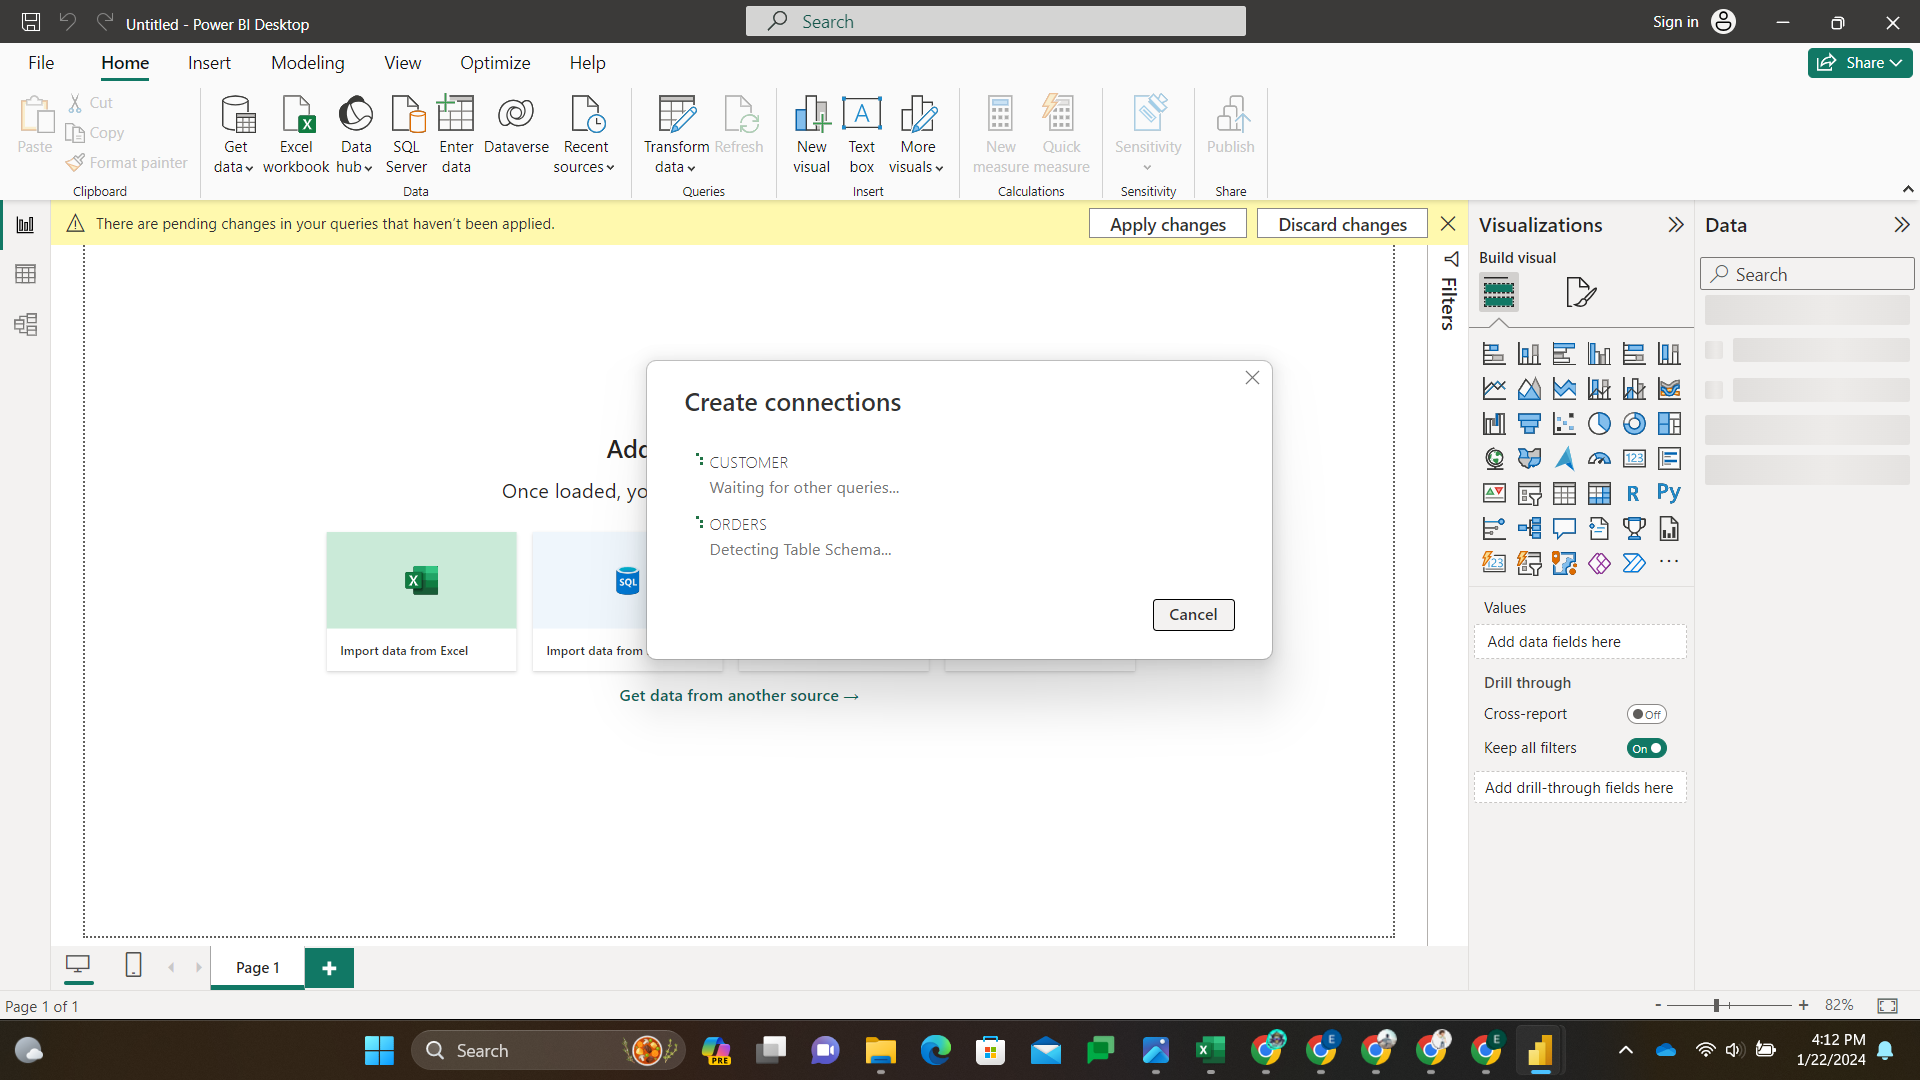 Untitled - Power BI Desktop
Search
Sign in
File
Home
Insert
Modeling
View
Optimize
Help
Share
Paste
Cut
Copy
Format painter
Clipboard
Get data
Excel workbook
Data hub
SQL Server
Enter data
Dataverse
Recent sources
Data
Transform data
Refresh
Queries
New visual
Text box
More visuals
Insert
New measure
Quick measure
Calculations
Sensitivity
Sensitivity
Publish
Share
There are pending changes in your queries that haven't been applied.
Apply changes
Discard changes
Filters
Visualizations
Build visual
Data
Search
123
R
Py
123
Values
Add data fields here
Drill through
Cross-report
Off
Keep all filters
On
Add drill-through fields here
Create connections
CUSTOMER
Waiting for other queries...
ORDERS
Detecting Table Schema...
Cancel
Once loaded,
SQL
Import data from Excel
Import data from
Get data from another source →
Page 1
Page 1 of 1
- + 82%
Search
PRE
E
E
4:12 PM
1/22/2024